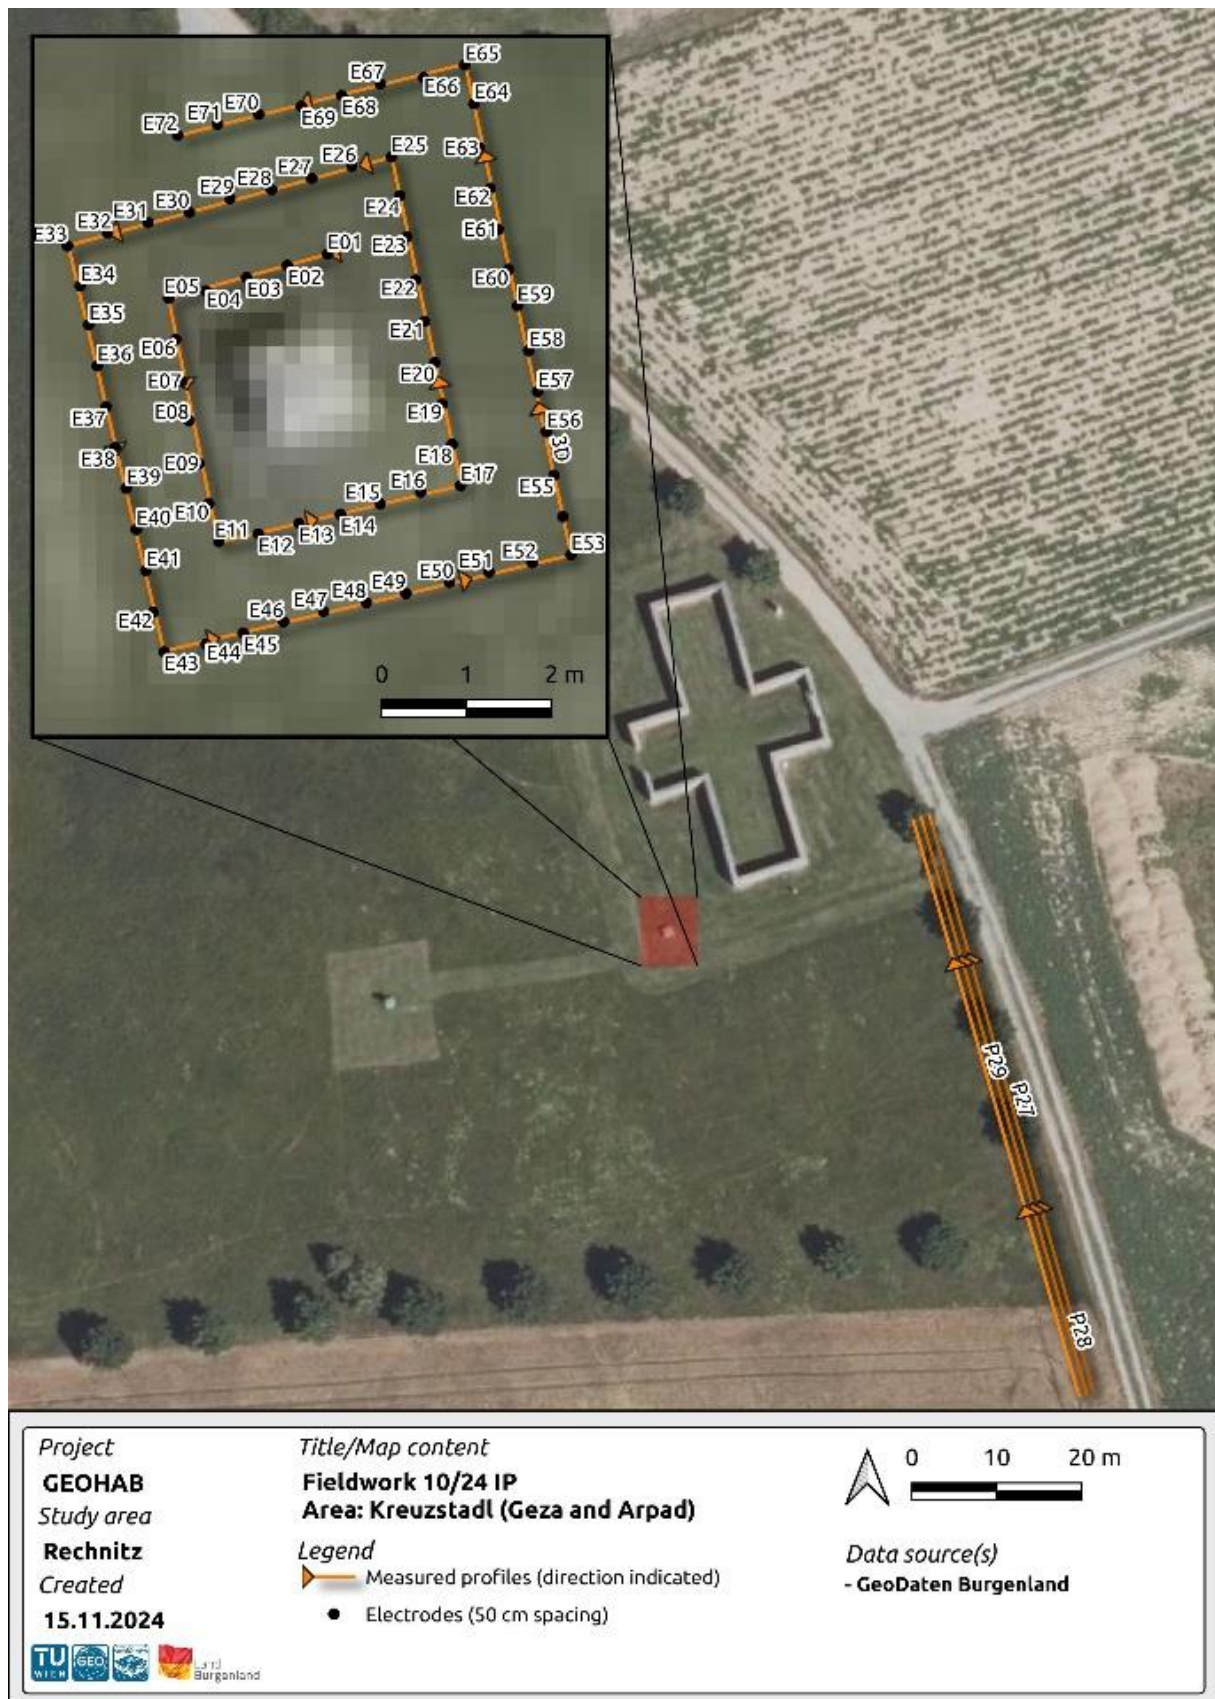 E65
E67
E66
E64
E70
E71
E68
E72
E69
E63
E25
E26
E27
E28
E62
E29
E30
E24
E31
E32
E61
E33
E23
E01
E02
E03
E34
E22
E60
E05
E04
E59
E35
E21
E06
E58
E36
E20
E57
E07
E37
E08
E19
E56
3D
E38
E18
E09
E39
E17
E55
E16
E15
E10
E40
E14
E11
E13
E12
E53
E41
E52
E51
E50
E49
E48
E47
E46
E42
E45
E44
E43
0 1 2 m
P29
P27
P28
Project
GEOHAB
Study area
Rechnitz
Created
15.11.2024
TU
WIEN
GEO
Land
Burgenland
Title/Map content
Fieldwork 10/24 IP
Area: Kreuzstadl (Geza and Arpad)
Legend
Measured profiles (direction indicated)
Electrodes (50 cm spacing)
0 10 20 m
Data source(s)
- GeoDaten Burgenland